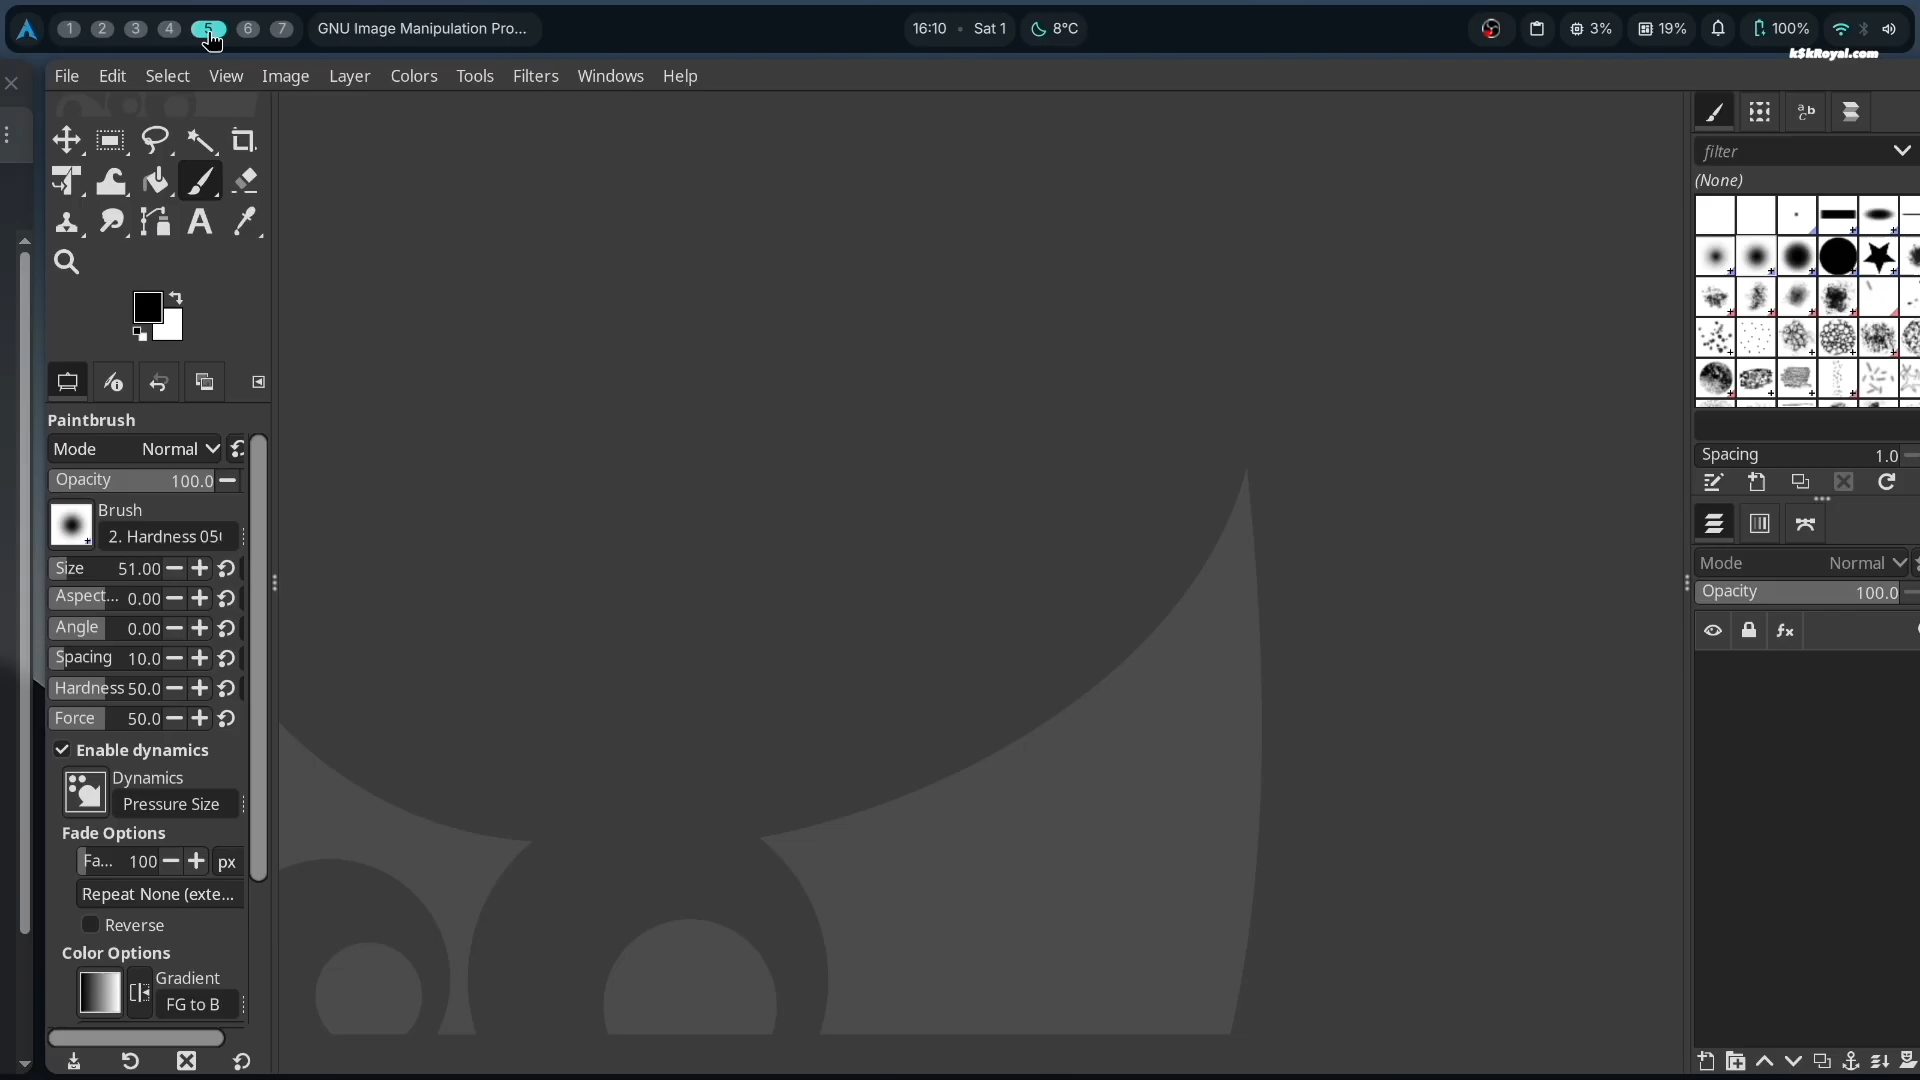 1 2 3 4 5 6 7 GNU Image Manipulation Pro... 16:10 • Sat 1 8°C 3% 19% 100%
k$kRoyal.com
File Edit Select View Image Layer Colors Tools Filters Windows Help
filter
(None)
Paintbrush
Mode Normal
Opacity 100.0
Brush
2. Hardness 05
Size 51.00
Aspect... 0.00
Angle 0.00
Spacing 10.0
Hardness 50.0
Force 50.0
Enable dynamics
Dynamics
Pressure Size
Fade Options
Fa... 100 px
Repeat None (exte...
Reverse
Color Options
Gradient
FG to B
Spacing 1.0
Mode Normal
Opacity 100.0
fx